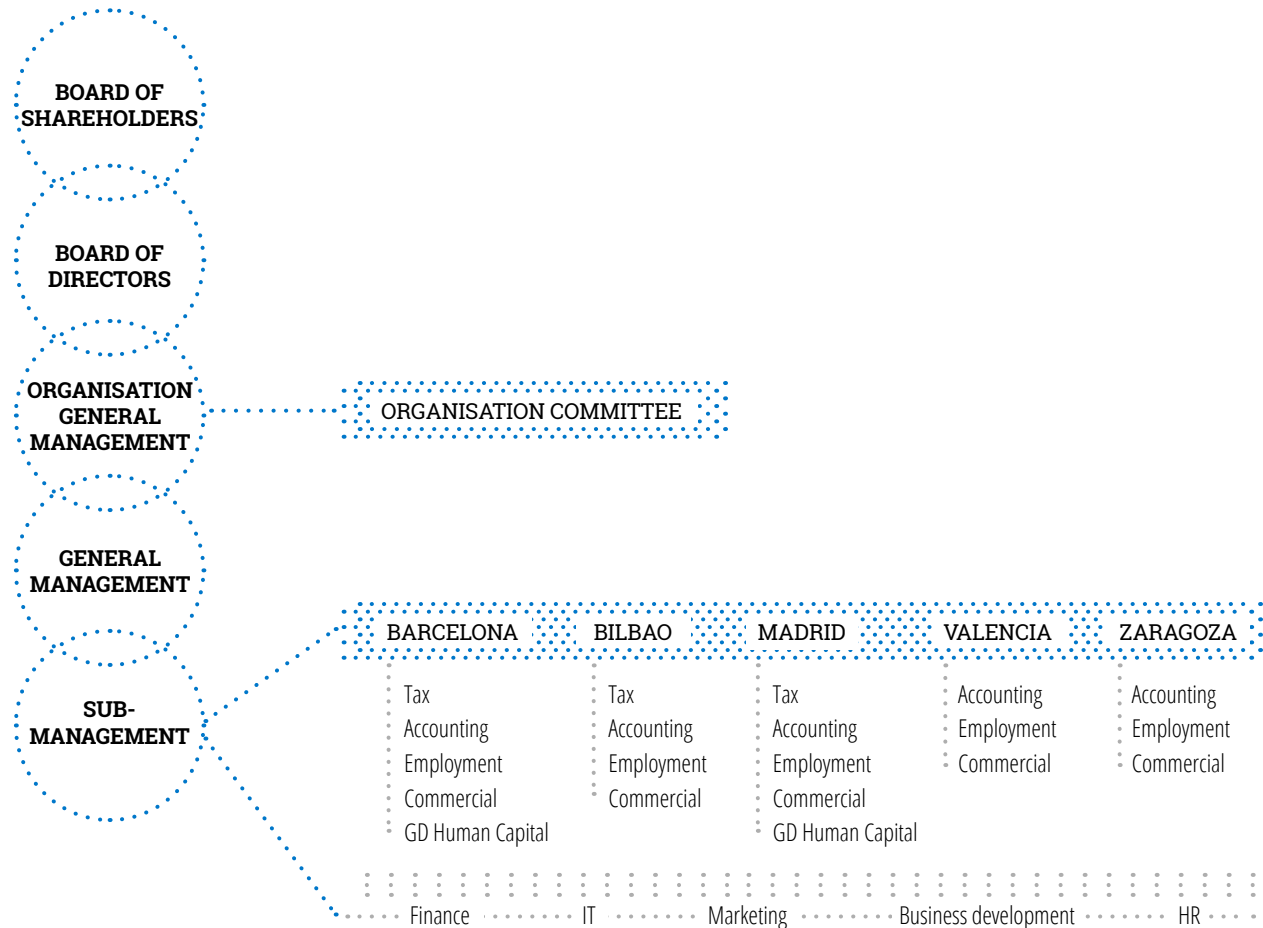 BOARD OF
SHAREHOLDERS
BOARD OF
DIRECTORS
ORGANISATION
GENERAL
MANAGEMENT
ORGANISATION COMMITTEE
GENERAL
MANAGEMENT
SUB-
MANAGEMENT
BARCELONA
Tax
Accounting
Employment
Commercial
GD Human Capital
BILBAO
Tax
Accounting
Employment
Commercial
MADRID
Tax
Accounting
Employment
Commercial
GD Human Capital
VALENCIA
Accounting
Employment
Commercial
ZARAGOZA
Accounting
Employment
Commercial
Finance IT Marketing Business development HR